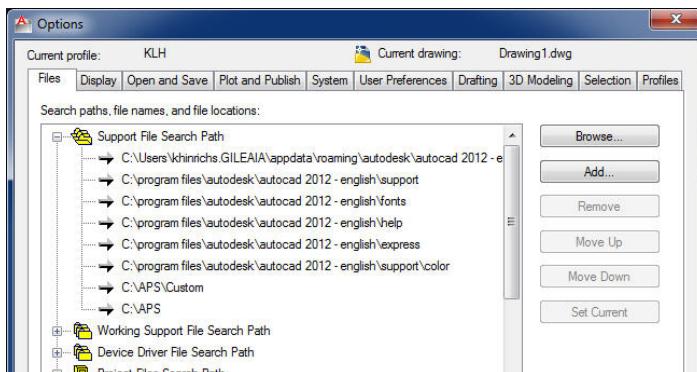 Options
Current profile: KLH Current drawing: Drawing1.dwg
Files Display Open and Save Plot and Publish System User Preferences Drafting 3D Modeling Selection Profiles
Search paths, file names, and file locations:
Support File Search Path
C:\Users\khinrichs.GILEAIA\appdata\roaming\autodesk\autocad 2012 - e
C:\program files\autodesk\autocad 2012 - english\support
C:\program files\autodesk\autocad 2012 - english\fonts
C:\program files\autodesk\autocad 2012 - english\help
C:\program files\autodesk\autocad 2012 - english\express
C:\program files\autodesk\autocad 2012 - english\support\color
C:\APS\Custom
C:\APS
Working Support File Search Path
Device Driver File Search Path
Project Files Search Path
Browse...
Add...
Remove
Move Up
Move Down
Set Current